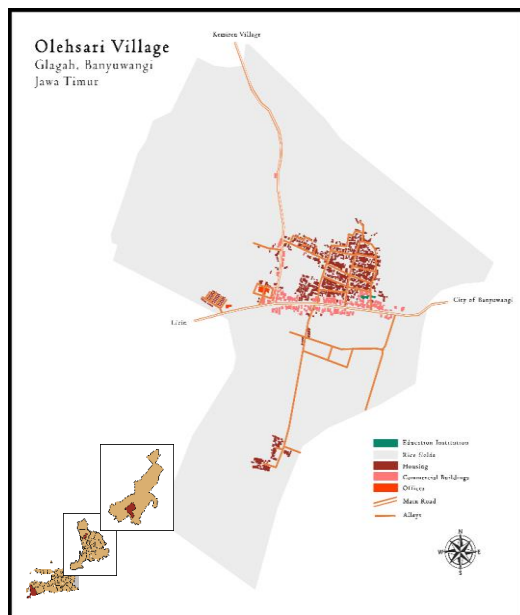 Olehsari Village
Glagah, Banyuwangi
Jawa Timur
Kemiren Village
City of Banyuwangi
Licin
Education Institution
Rice fields
Housing
Commercial Buildings
Offices
Main Road
Alleys
N
W
E
S